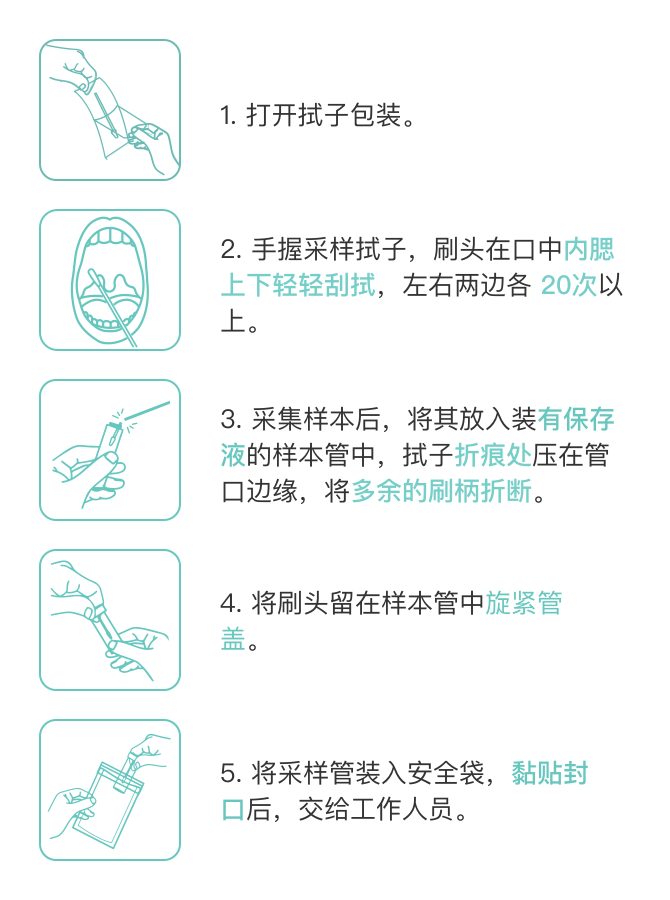 1. 打开拭子包装。
2. 手握采样拭子，刷头在口中内腮
上下轻轻刮拭，左右两边各 20次以
上。
3. 采集样本后，将其放入装有保存
液的样本管中，拭子折痕处压在管
口边缘，将多余的刷柄折断。
4. 将刷头留在样本管中旋紧管
盖。
5. 将采样管装入安全袋，黏贴封
口后，交给工作人员。